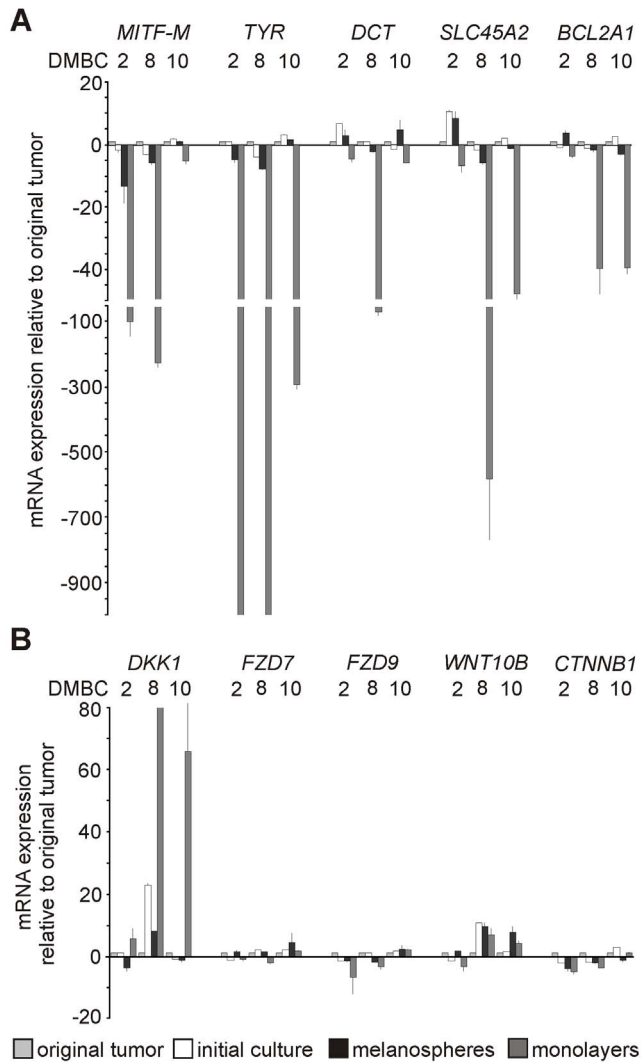 A
MITF-M TYR DCT SLC45A2 BCL2A1
DMBC 2 8 10 2 8 10 2 8 10 2 8 10 2 8 10
mRNA expression relative to original tumor
20
0
-20
-40
-100
-300
-500
-700
-900
B
DKK1 FZD7 FZD9 WNT10B CTNNB1
DMBC 2 8 10 2 8 10 2 8 10 2 8 10 2 8 10
mRNA expression
relative to original tumor
80
60
40
20
0
-20
original tumor initial culture melanospheres monolayers